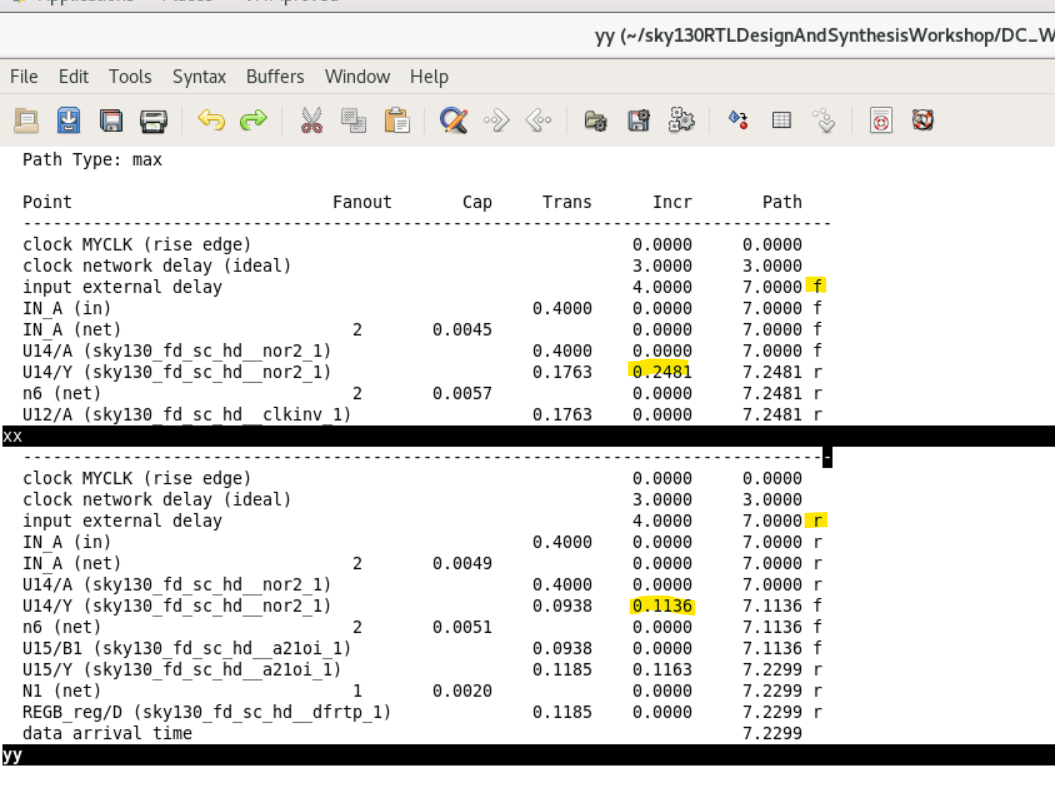 yy (~/sky130RTLDesignAndSynthesisWorkshop/DC_W
File Edit Tools Syntax Buffers Window Help
Path Type: max
Point Fanout Cap Trans Incr Path
-----------------------------------------------------------------------------
clock MYCLK (rise edge) 0.0000 0.0000
clock network delay (ideal) 3.0000 3.0000
input external delay 4.0000 7.0000 f
IN_A (in) 0.4000 0.0000 7.0000 f
IN_A (net) 2 0.0045 0.0000 7.0000 f
U14/A (sky130_fd_sc_hd__nor2_1) 0.4000 0.0000 7.0000 f
U14/Y (sky130_fd_sc_hd__nor2_1) 0.1763 0.2481 7.2481 r
n6 (net) 2 0.0057 0.0000 7.2481 r
U12/A (sky130_fd_sc_hd__clkinv_1) 0.1763 0.0000 7.2481 r
xx
-----------------------------------------------------------------------------
clock MYCLK (rise edge) 0.0000 0.0000
clock network delay (ideal) 3.0000 3.0000
input external delay 4.0000 7.0000 r
IN_A (in) 0.4000 0.0000 7.0000 r
IN_A (net) 2 0.0049 0.0000 7.0000 r
U14/A (sky130_fd_sc_hd__nor2_1) 0.4000 0.0000 7.0000 r
U14/Y (sky130_fd_sc_hd__nor2_1) 0.0938 0.1136 7.1136 f
n6 (net) 2 0.0051 0.0000 7.1136 f
U15/B1 (sky130_fd_sc_hd__a21oi_1) 0.0938 0.0000 7.1136 f
U15/Y (sky130_fd_sc_hd__a21oi_1) 0.1185 0.1163 7.2299 r
N1 (net) 1 0.0020 0.0000 7.2299 r
REGB_reg/D (sky130_fd_sc_hd__dfrtp_1) 0.1185 0.0000 7.2299 r
data arrival time 7.2299
yy